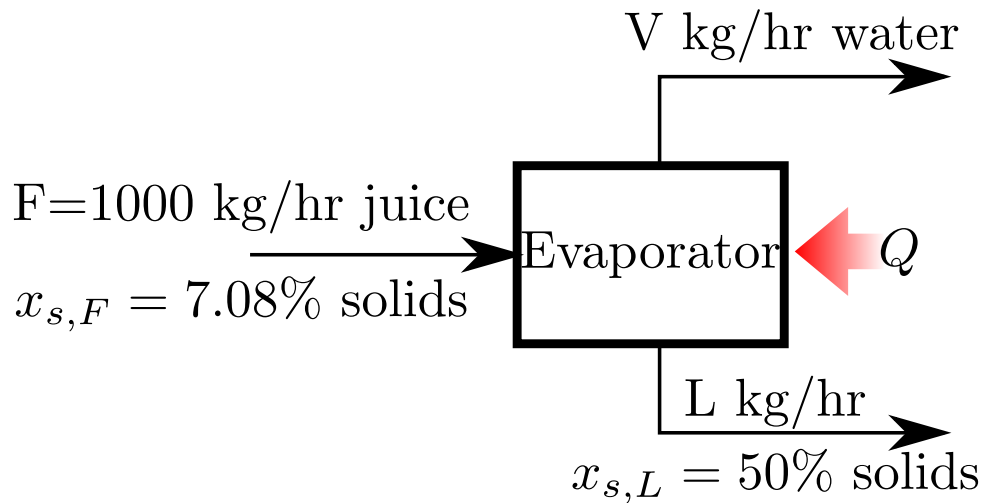 V kg/hr water
F=1000 kg/hr juice
Evaporator
Q
x_{s,F} = 7.08% solids
L kg/hr
x_{s,L} = 50% solids